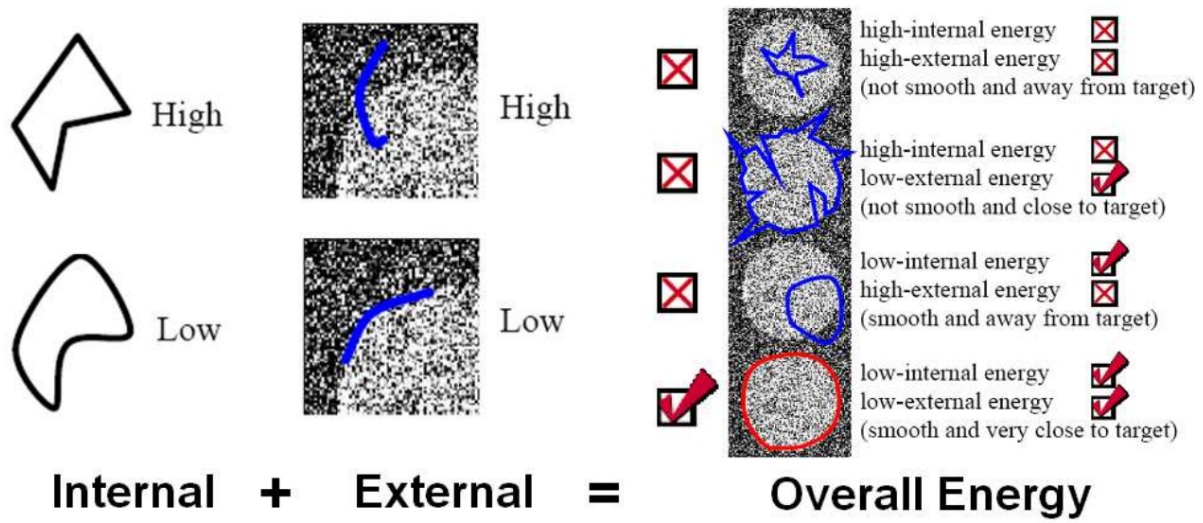 High
Low
High
Low
high-internal energy
high-external energy
(not smooth and away from target)
high-internal energy
low-external energy
(not smooth and close to target)
low-internal energy
high-external energy
(smooth and away from target)
low-internal energy
low-external energy
(smooth and very close to target)
Internal + External = Overall Energy